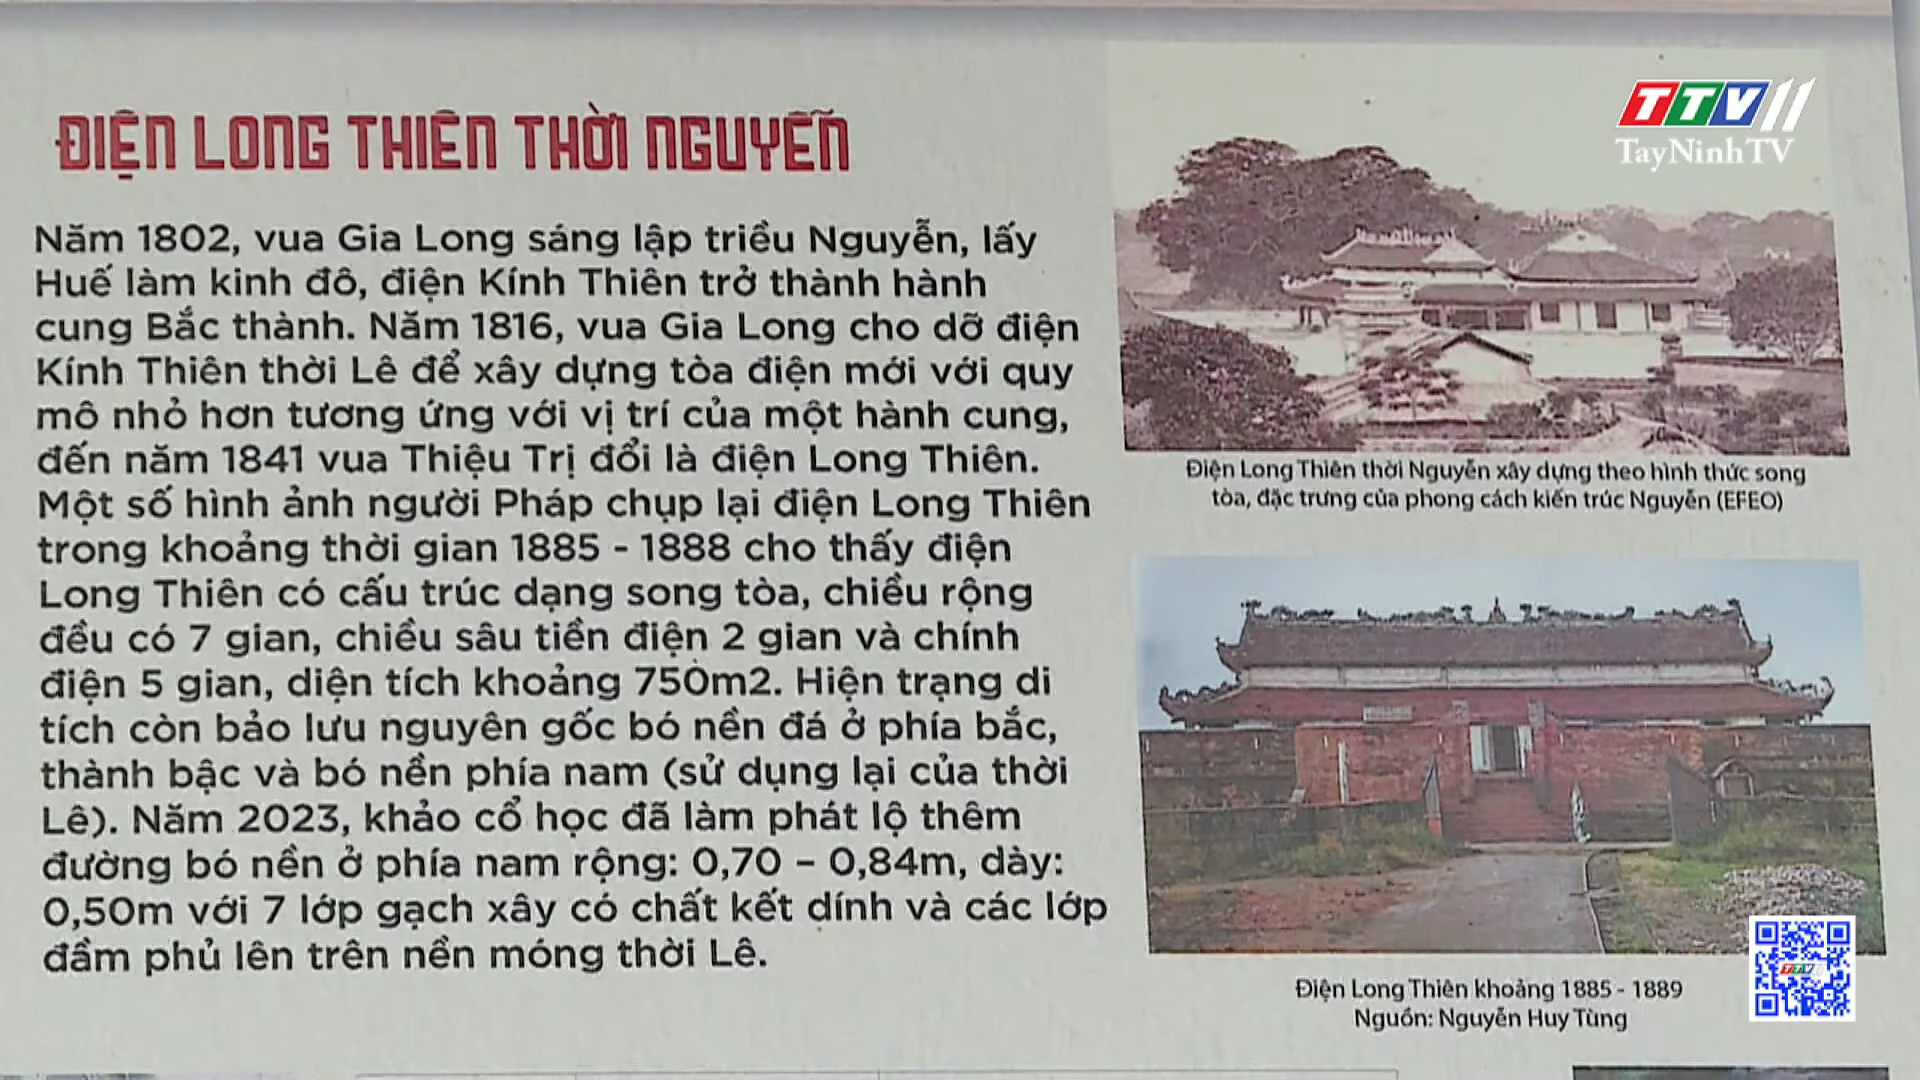 ĐIỆN LONG THIÊN THỜI NGUYỄN
Năm 1802, vua Gia Long sáng lập triều Nguyễn, lấy
Huế làm kinh đô, điện Kính Thiên trở thành hành
cung Bắc thành. Năm 1816, vua Gia Long cho dỡ điện
Kính Thiên thời Lê để xây dựng tòa điện mới với quy
mô nhỏ hơn tương ứng với vị trí của một hành cung,
đến năm 1841 vua Thiệu Trị đổi là điện Long Thiên.
Một số hình ảnh người Pháp chụp lại điện Long Thiên
trong khoảng thời gian 1885 - 1888 cho thấy điện
Long Thiên có cấu trúc dạng song tòa, chiều rộng
đều có 7 gian, chiều sâu tiền điện 2 gian và chính
điện 5 gian, diện tích khoảng 750m2. Hiện trạng di
tích còn bảo lưu nguyên gốc bó nền đá ở phía bắc,
thành bậc và bó nền phía nam (sử dụng lại của thời
Lê). Năm 2023, khảo cổ học đã làm phát lộ thêm
đường bó nền ở phía nam rộng: 0,70 – 0,84m, dày:
0,50m với 7 lớp gạch xây có chất kết dính và các lớp
đầm phủ lên trên nền móng thời Lê.
TTV11
TayNinhTV
Điện Long Thiên thời Nguyễn xây dựng theo hình thức song
tòa, đặc trưng của phong cách kiến trúc Nguyễn (EFEO)
Điện Long Thiên khoảng 1885 - 1889
Nguồn: Nguyễn Huy Tùng
TTV11